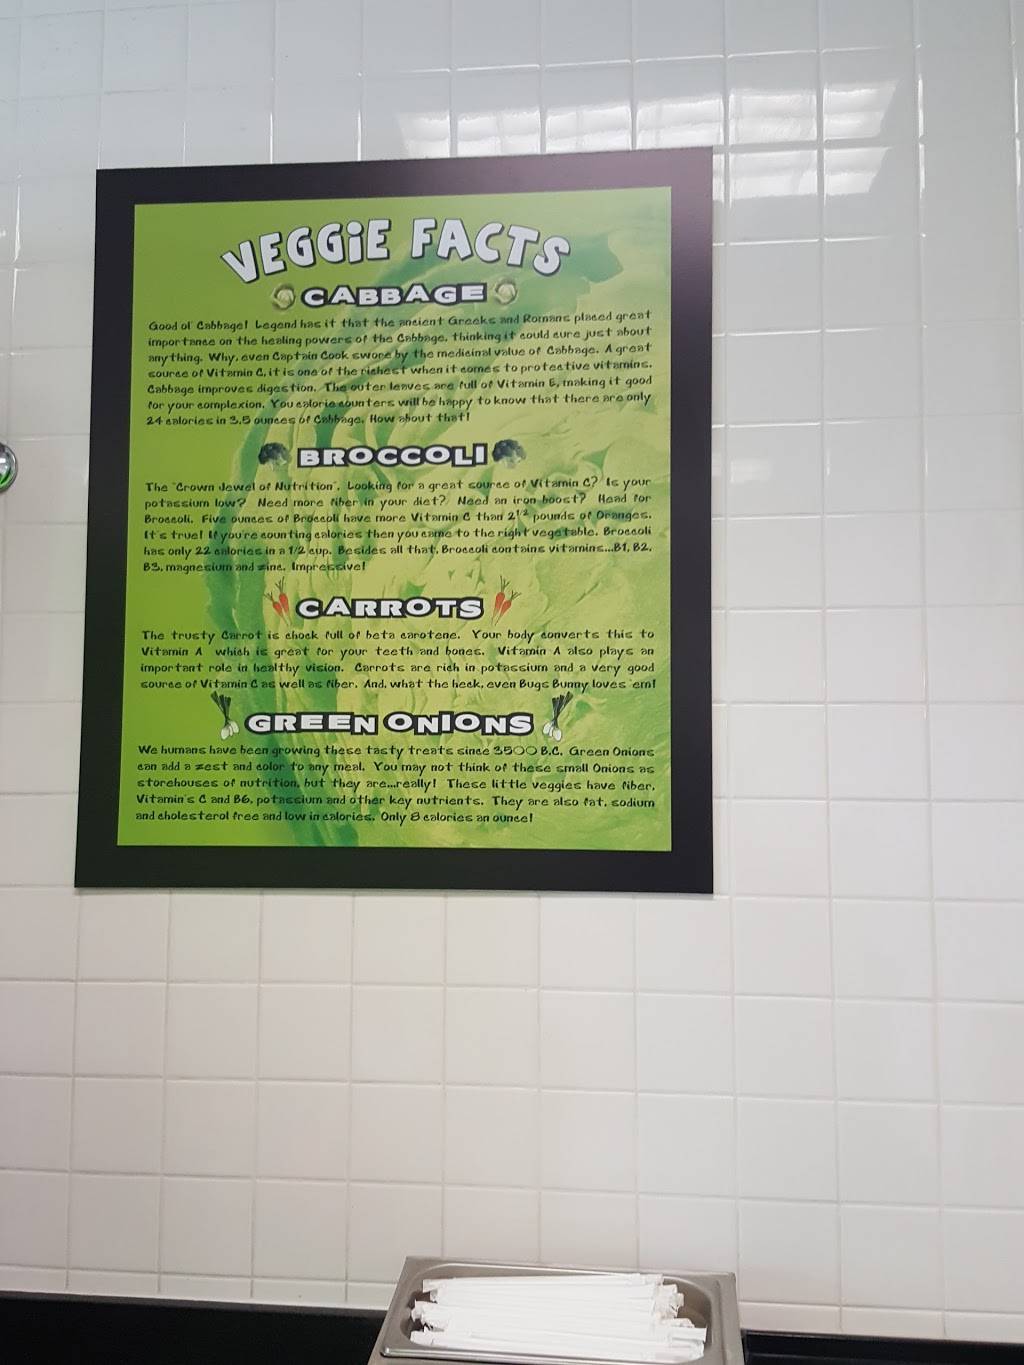 VEGGiE FACTS
CABBAGE
Good ol' Cabbage! Legend has it that the ancient Greeks and Romans placed great
importance on the healing powers of the Cabbage, thinking it could cure just about
anything. Why, even Captain Cook swore by the medicinal value of Cabbage. A great
source of Vitamin C, it is one of the richest when it comes to protective vitamins.
Cabbage improves digestion. The outer leaves are full of Vitamin E, making it good
for your complexion. You calorie counters will be happy to know that there are only
24 calories in 3.5 ounces of Cabbage. How about that!
BROCCOLI
The "Crown Jewel of Nutrition". Looking for a great source of Vitamin C? Is your
potassium low? Need more fiber in your diet? Need an iron boost? Head for
Broccoli. Five ounces of Broccoli have more Vitamin C than 2 1/2 pounds of Oranges.
It's true! If you're counting calories then you came to the right vegetable. Broccoli
has only 22 calories in a 1/2 cup. Besides all that, Broccoli contains vitamins...B1, B2,
B3, magnesium and zinc. Impressive!
CARROTS
The trusty Carrot is chock full of beta carotene. Your body converts this to
Vitamin A which is great for your teeth and bones. Vitamin A also plays an
important role in healthy vision. Carrots are rich in potassium and a very good
source of Vitamin C as well as fiber. And, what the heck, even Bugs Bunny loves 'em!
GREEN ONIONS
We humans have been growing these tasty treats since 3500 B.C. Green Onions
can add a zest and color to any meal. You may not think of these small Onions as
storehouses of nutrition, but they are...really! These little veggies have fiber,
Vitamin's C and B6, potassium and other key nutrients. They are also fat, sodium
and cholesterol free and low in calories. Only 8 calories an ounce!